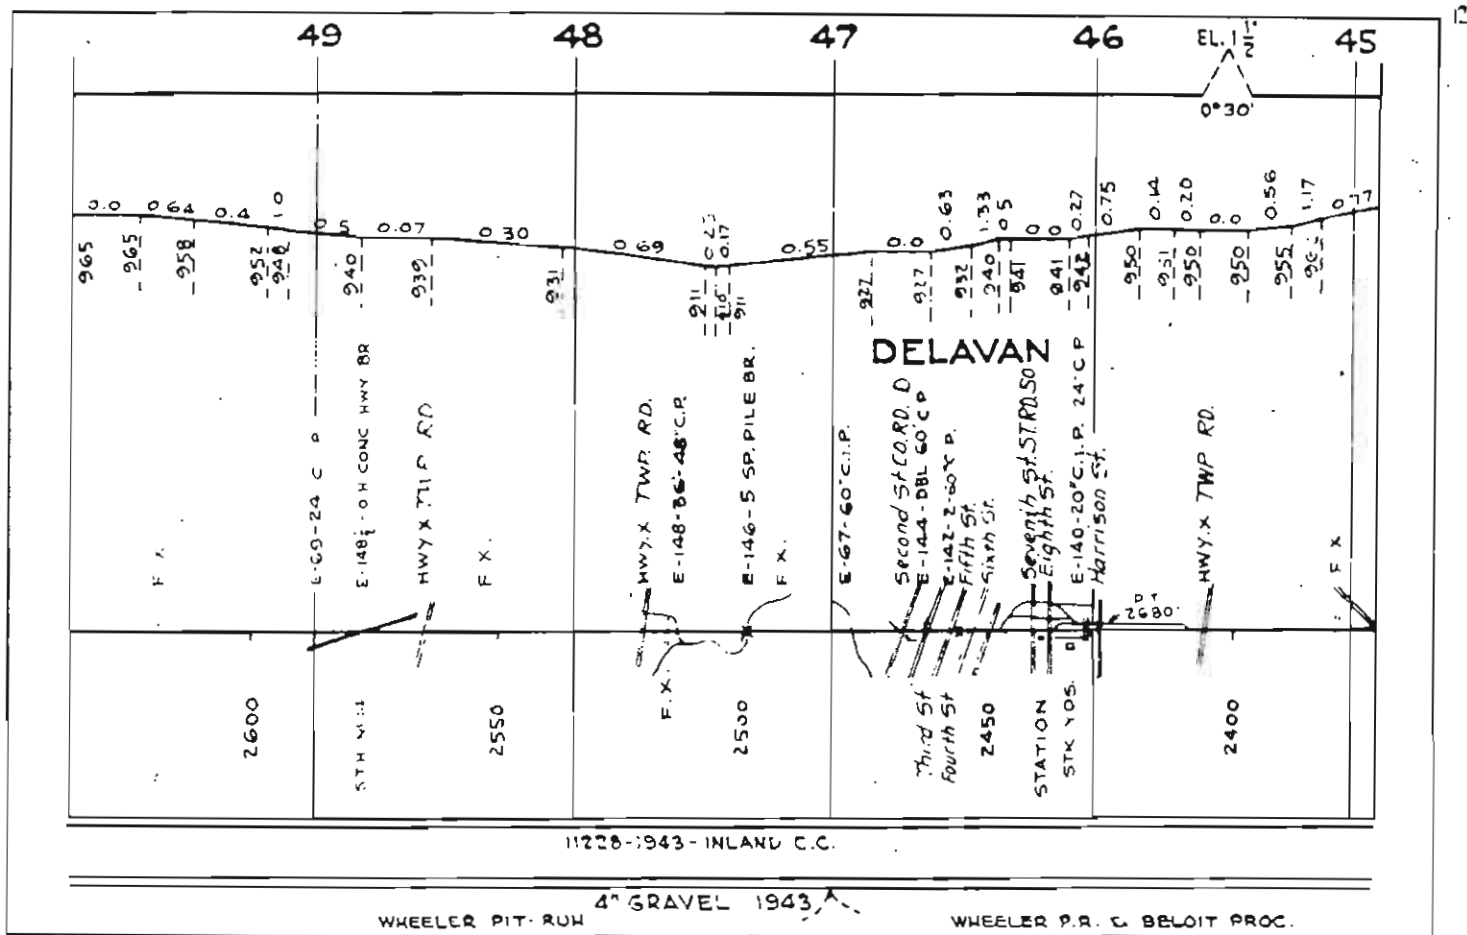 49 48 47 46 EL. 1 1/2" 45
0°30'
0.0 0.64 0.4 1.0 0.5 0.07 0.30 0.69 0.17 0.55 0.0 0.63 1.33 0.5 0 0 0.27 0.75 0.14 0.20 0.0 0.56 1.17 0.77
965 965 958 952 948 940 939 931 911 911 927 927 932 940 941 941 942 950 951 950 950 955
DELAVAN
F X.
E-69-24 C P
E-148½-OH CONC HWY BR
HWY X TWP RD
F X.
HWY.X TWP. RD.
E-148-36"-48"C.P.
E-146-5 SP. PILE BR.
F X.
E-67-60"C.I.P.
Second St CO. RD. D
E-144-DBL 60"C P
E-142-2-60"C P.
Fifth St.
Sixth St.
Seventh St. ST. RD. 50
Eighth St.
E-140-20"C.I.P. 24"C P
Harrison St.
HWY.X TWP RD.
F X
P T
2680'
2600
STH
2550
F.X.
2500
Third St
Fourth St
2450
STATION
STK YDS.
2400
11228-1943-INLAND C.C.
4" GRAVEL 1943
WHEELER PIT-RUN WHEELER P.R. & BELOIT PROC.